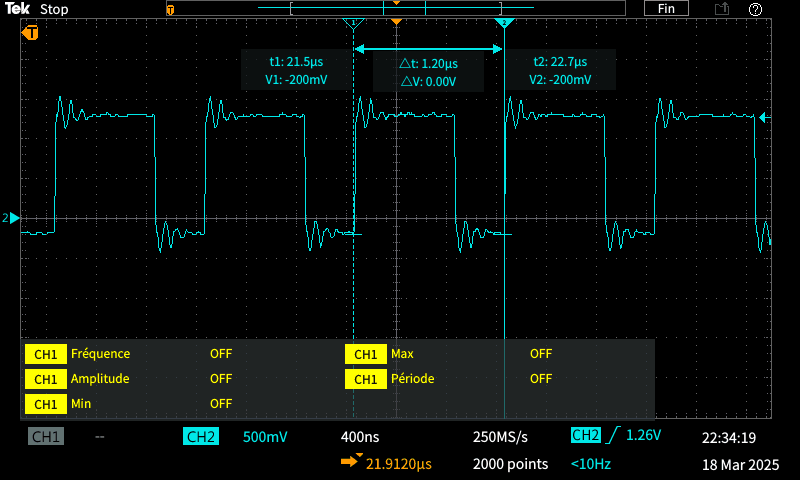 Tek Stop Fin
T
T
1 2
t1: 21.5µs △t: 1.20µs t2: 22.7µs
V1: -200mV △V: 0.00V V2: -200mV
2
CH1 Fréquence OFF CH1 Max OFF
CH1 Amplitude OFF CH1 Période OFF
CH1 Min OFF
CH1 -- CH2 500mV 400ns 250MS/s CH2 1.26V 22:34:19
21.9120µs 2000 points <10Hz 18 Mar 2025